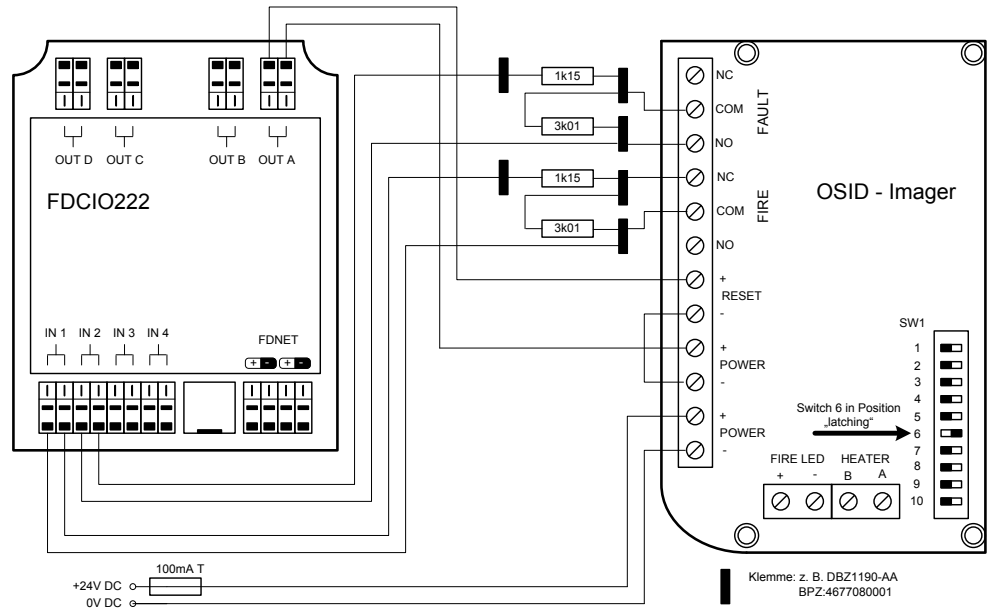 OUT D OUT C OUT B OUT A
FDCIO222
IN 1 IN 2 IN 3 IN 4
FDNET
+ - + -
1k15
3k01
1k15
3k01
NC
COM
NO
FAULT
NC
COM
NO
FIRE
+
RESET
-
+
POWER
-
+
POWER
-
OSID - Imager
SW1
1
2
3
4
5
6
7
8
9
10
Switch 6 in Position
„latching“
FIRE LED HEATER
+ - B A
100mA T
+24V DC
0V DC
Klemme: z. B. DBZ1190-AA
BPZ:4677080001